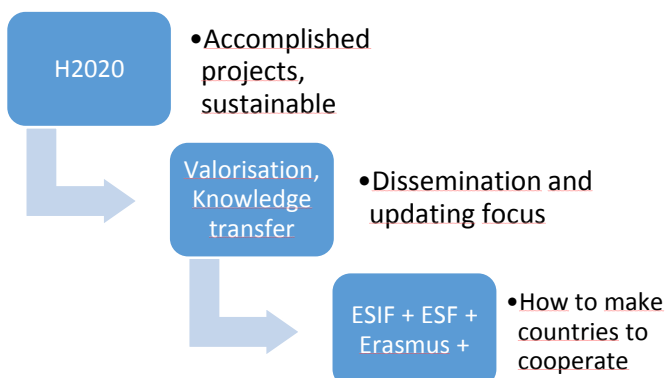 H2020
•Accomplished
projects,
sustainable
Valorisation,
Knowledge
transfer
•Dissemination and
updating focus
ESIF + ESF +
Erasmus +
•How to make
countries to
cooperate